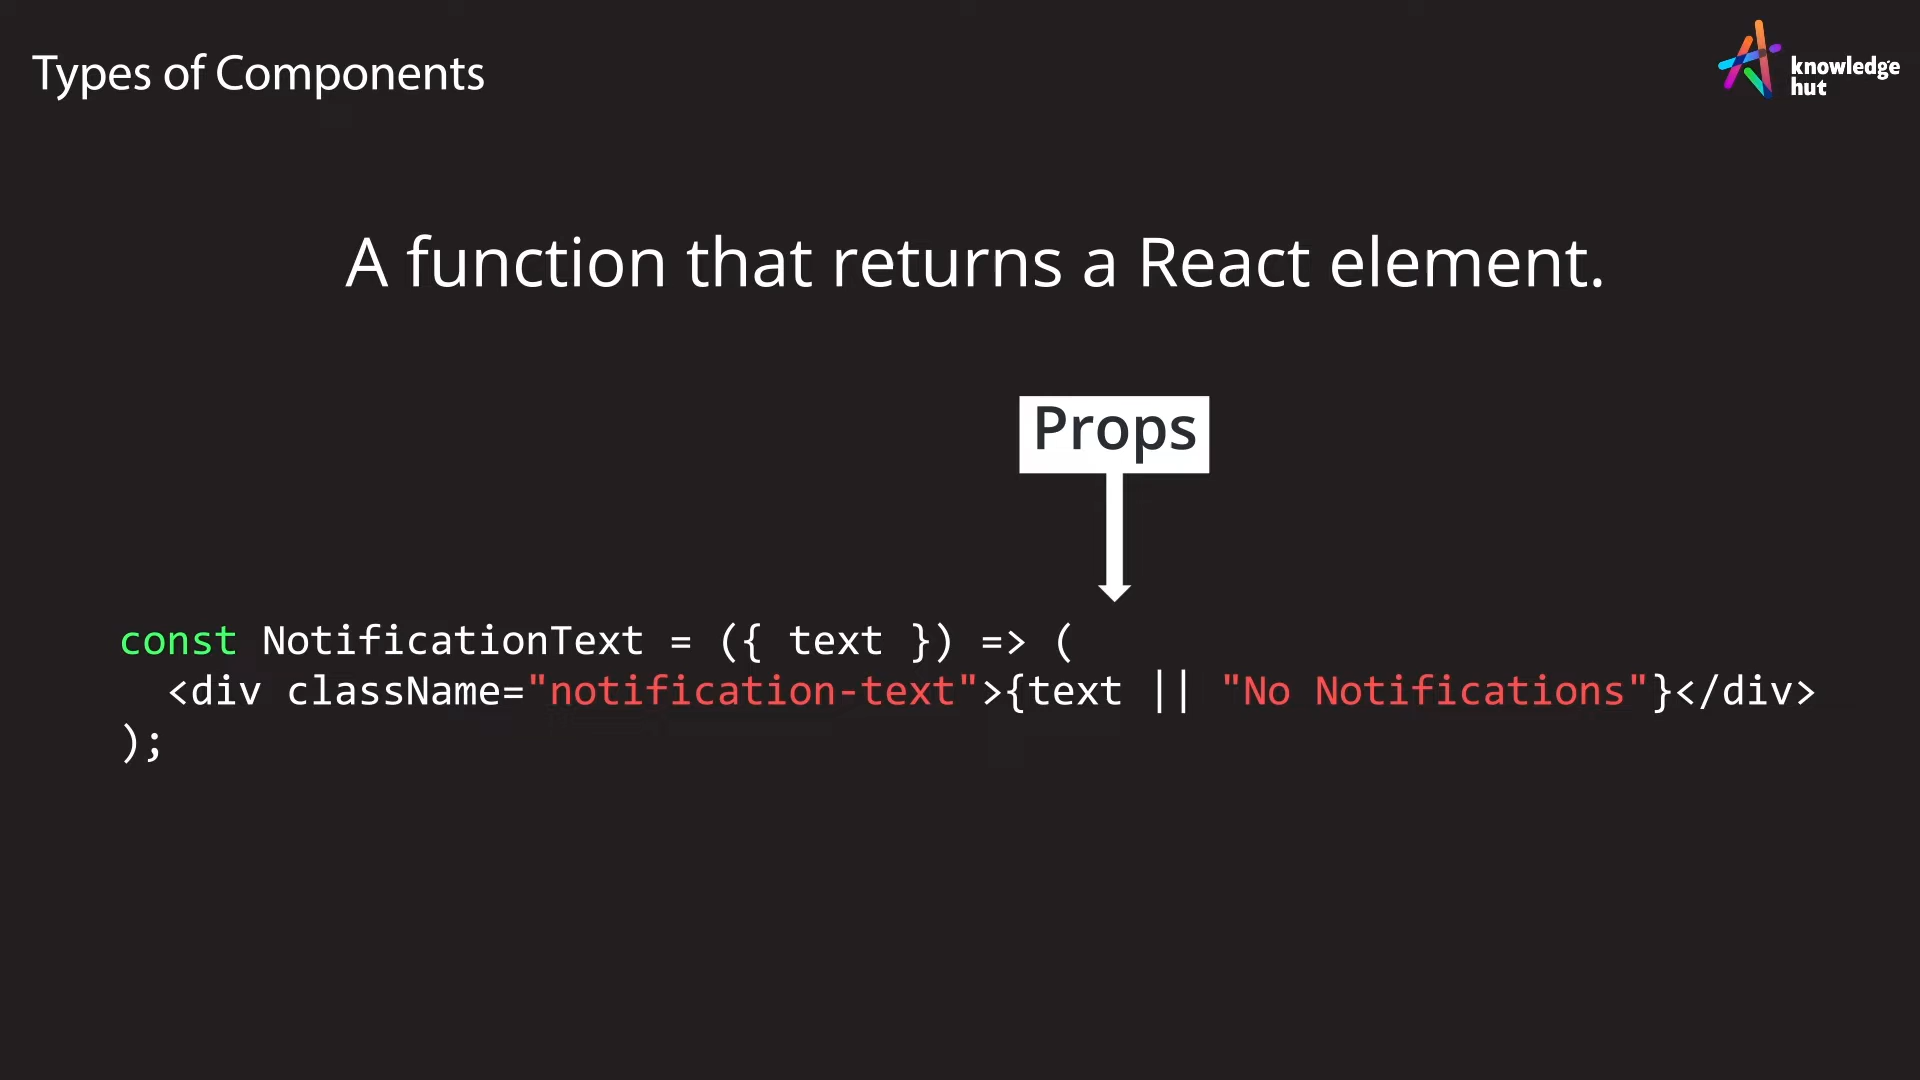 Types of Components
knowledge
hut
A function that returns a React element.
Props
const NotificationText = ({ text }) => (
  <div className="notification-text">{text || "No Notifications"}</div>
);